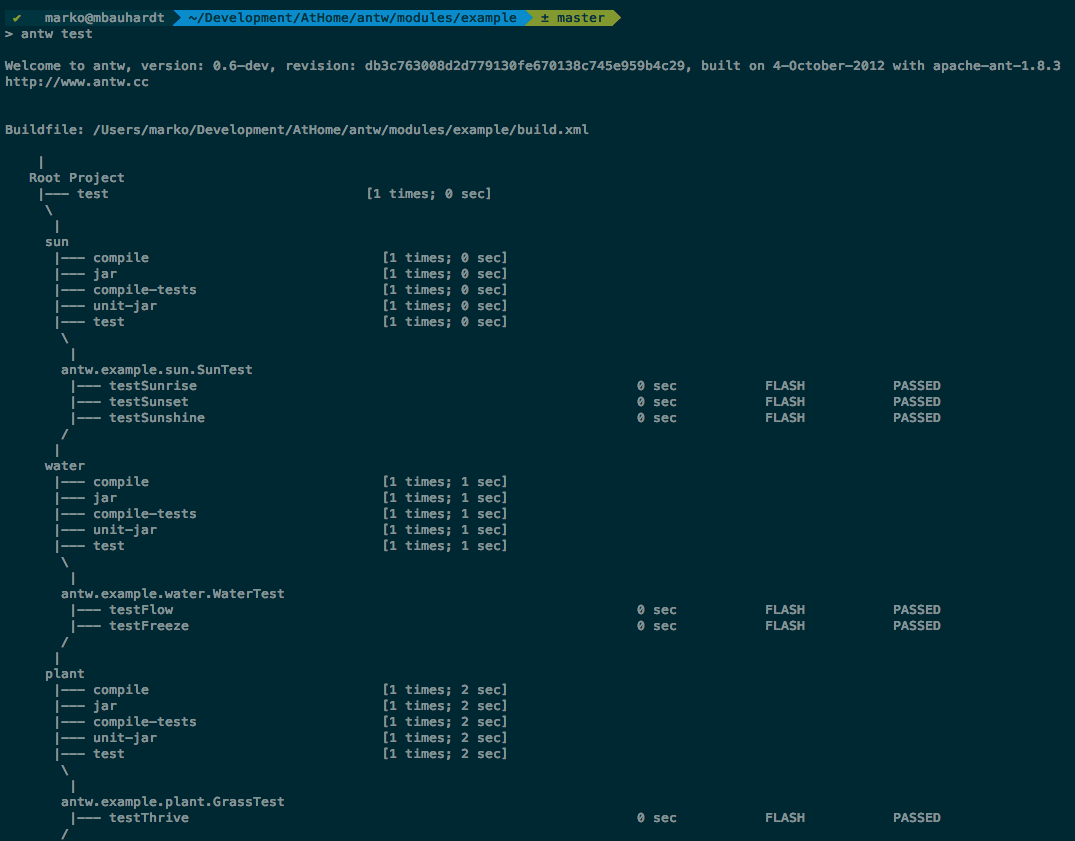 ✔ marko@mbauhardt ~/Development/AtHome/antw/modules/example ± master
> antw test
Welcome to antw, version: 0.6-dev, revision: db3c763008d2d779130fe670138c745e959b4c29, built on 4-October-2012 with apache-ant-1.8.3
http://www.antw.cc
Buildfile: /Users/marko/Development/AtHome/antw/modules/example/build.xml
|
Root Project
|--- test [1 times; 0 sec]
\
|
sun
|--- compile [1 times; 0 sec]
|--- jar [1 times; 0 sec]
|--- compile-tests [1 times; 0 sec]
|--- unit-jar [1 times; 0 sec]
|--- test [1 times; 0 sec]
\
|
antw.example.sun.SunTest
|--- testSunrise 0 sec FLASH PASSED
|--- testSunset 0 sec FLASH PASSED
|--- testSunshine 0 sec FLASH PASSED
/
|
water
|--- compile [1 times; 1 sec]
|--- jar [1 times; 1 sec]
|--- compile-tests [1 times; 1 sec]
|--- unit-jar [1 times; 1 sec]
|--- test [1 times; 1 sec]
\
|
antw.example.water.WaterTest
|--- testFlow 0 sec FLASH PASSED
|--- testFreeze 0 sec FLASH PASSED
/
|
plant
|--- compile [1 times; 2 sec]
|--- jar [1 times; 2 sec]
|--- compile-tests [1 times; 2 sec]
|--- unit-jar [1 times; 2 sec]
|--- test [1 times; 2 sec]
\
|
antw.example.plant.GrassTest
|--- testThrive 0 sec FLASH PASSED
/